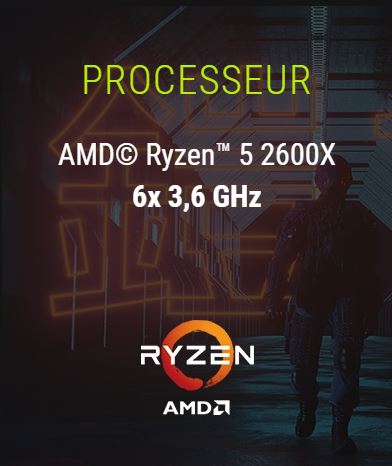 PROCESSEUR
AMD© Ryzen™ 5 2600X
6x 3,6 GHz
RYZEN
AMD